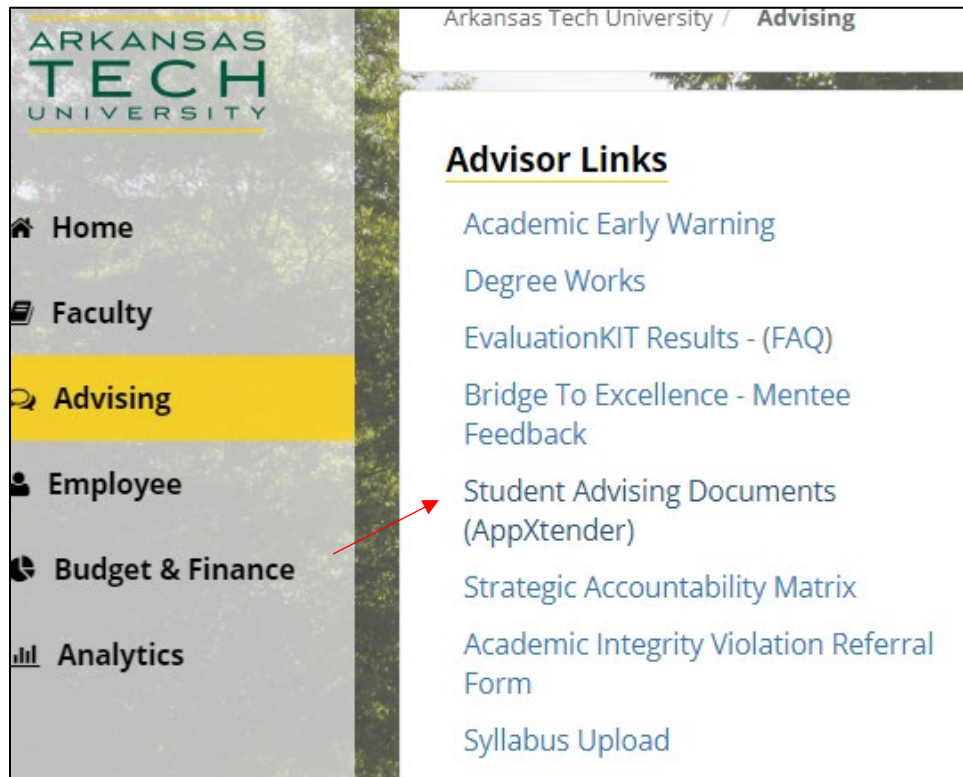 ARKANSAS
TECH
UNIVERSITY
Home
Faculty
Advising
Employee
Budget & Finance
Analytics
Arkansas Tech University / Advising
Advisor Links
Academic Early Warning
Degree Works
EvaluationKIT Results - (FAQ)
Bridge To Excellence - Mentee
Feedback
Student Advising Documents
(AppXtender)
Strategic Accountability Matrix
Academic Integrity Violation Referral
Form
Syllabus Upload